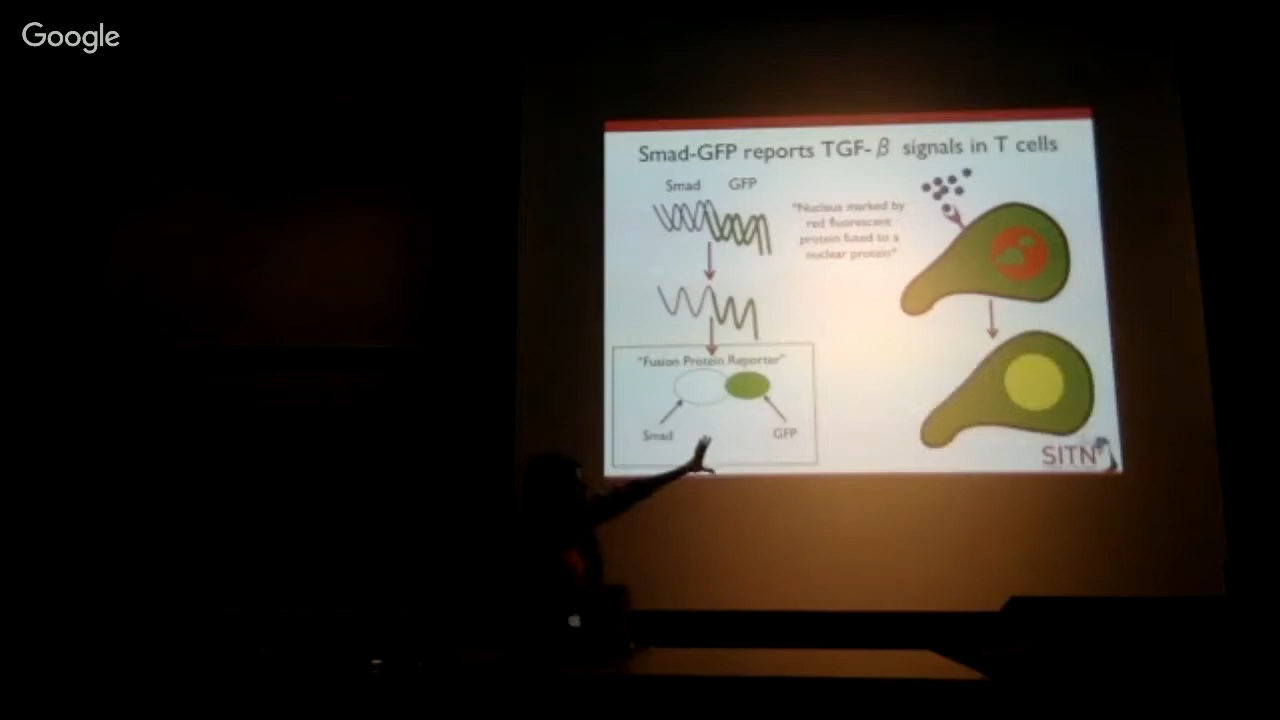 Google
Smad-GFP reports TGF-β signals in T cells
Smad GFP
"Nucleus marked by
red fluorescent
protein fused to a
nuclear protein"
"Fusion Protein Reporter"
Smad
GFP
SITN